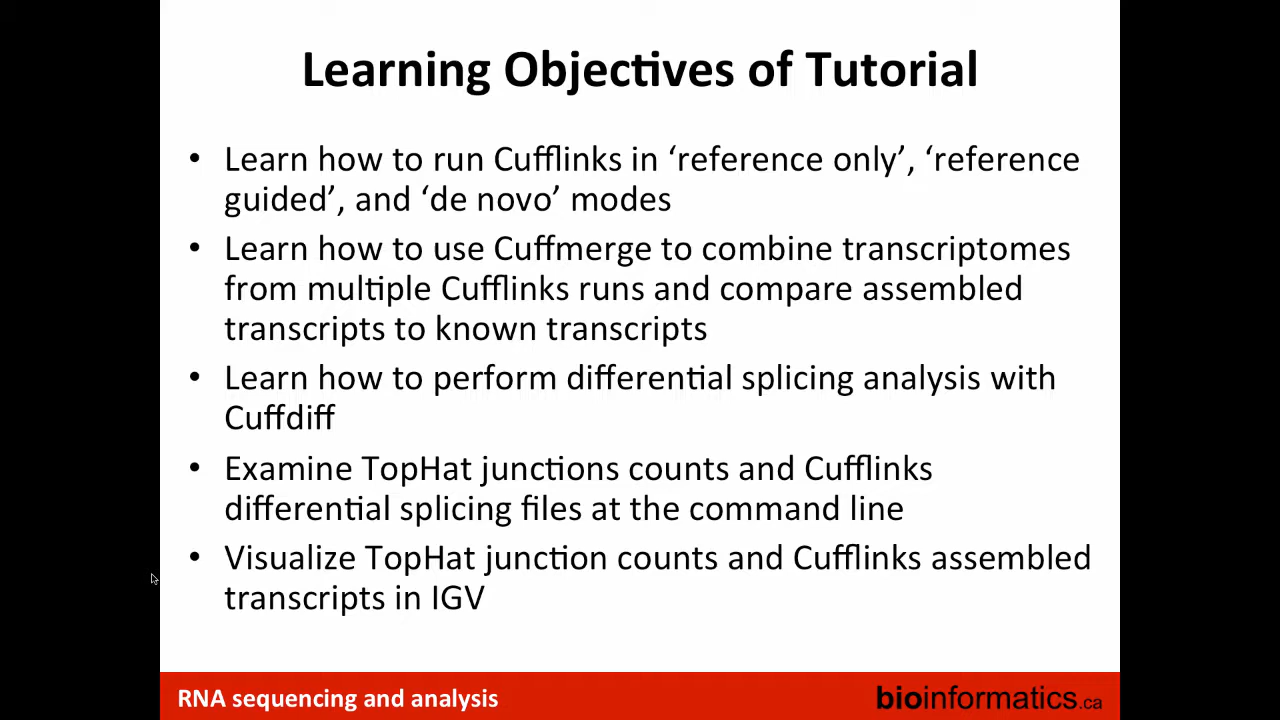 Learning Objectives of Tutorial
• Learn how to run Cufflinks in ‘reference only’, ‘reference
guided’, and ‘de novo’ modes
• Learn how to use Cuffmerge to combine transcriptomes
from multiple Cufflinks runs and compare assembled
transcripts to known transcripts
• Learn how to perform differential splicing analysis with
Cuffdiff
• Examine TopHat junctions counts and Cufflinks
differential splicing files at the command line
• Visualize TopHat junction counts and Cufflinks assembled
transcripts in IGV
RNA sequencing and analysis
bioinformatics.ca